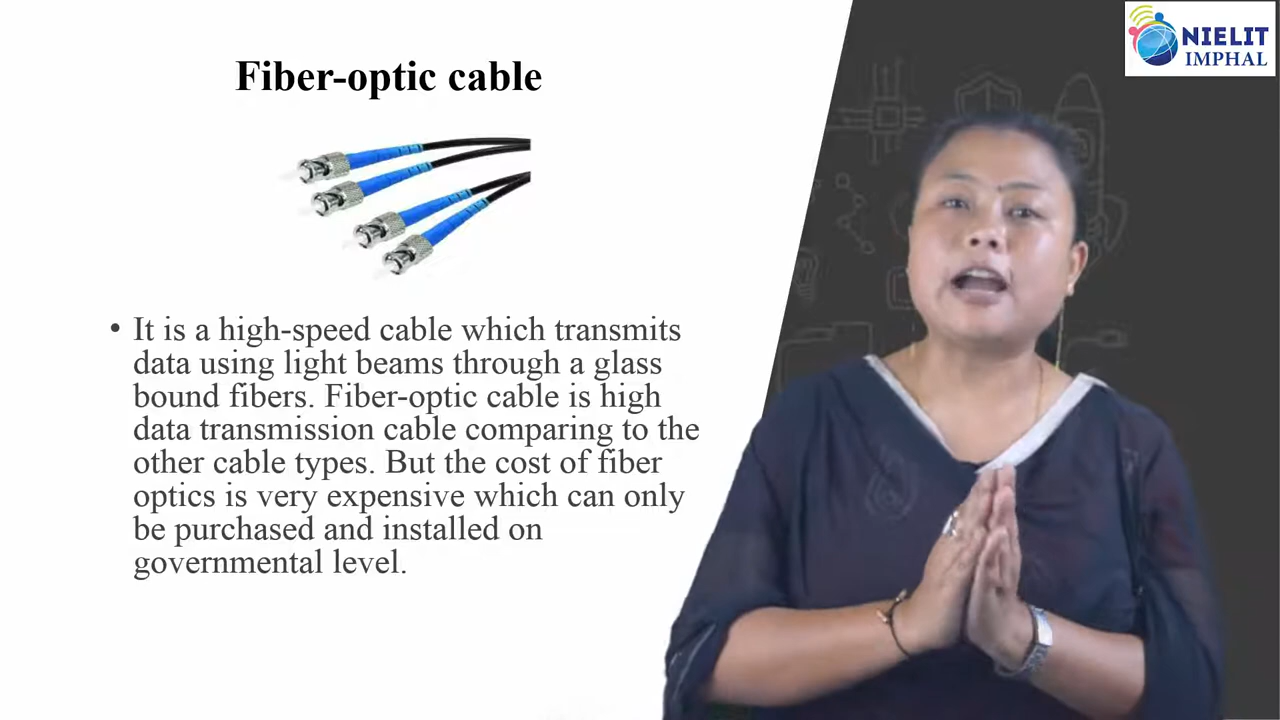 Fiber-optic cable
NIELIT
IMPHAL
• It is a high-speed cable which transmits
data using light beams through a glass
bound fibers. Fiber-optic cable is high
data transmission cable comparing to the
other cable types. But the cost of fiber
optics is very expensive which can only
be purchased and installed on
governmental level.